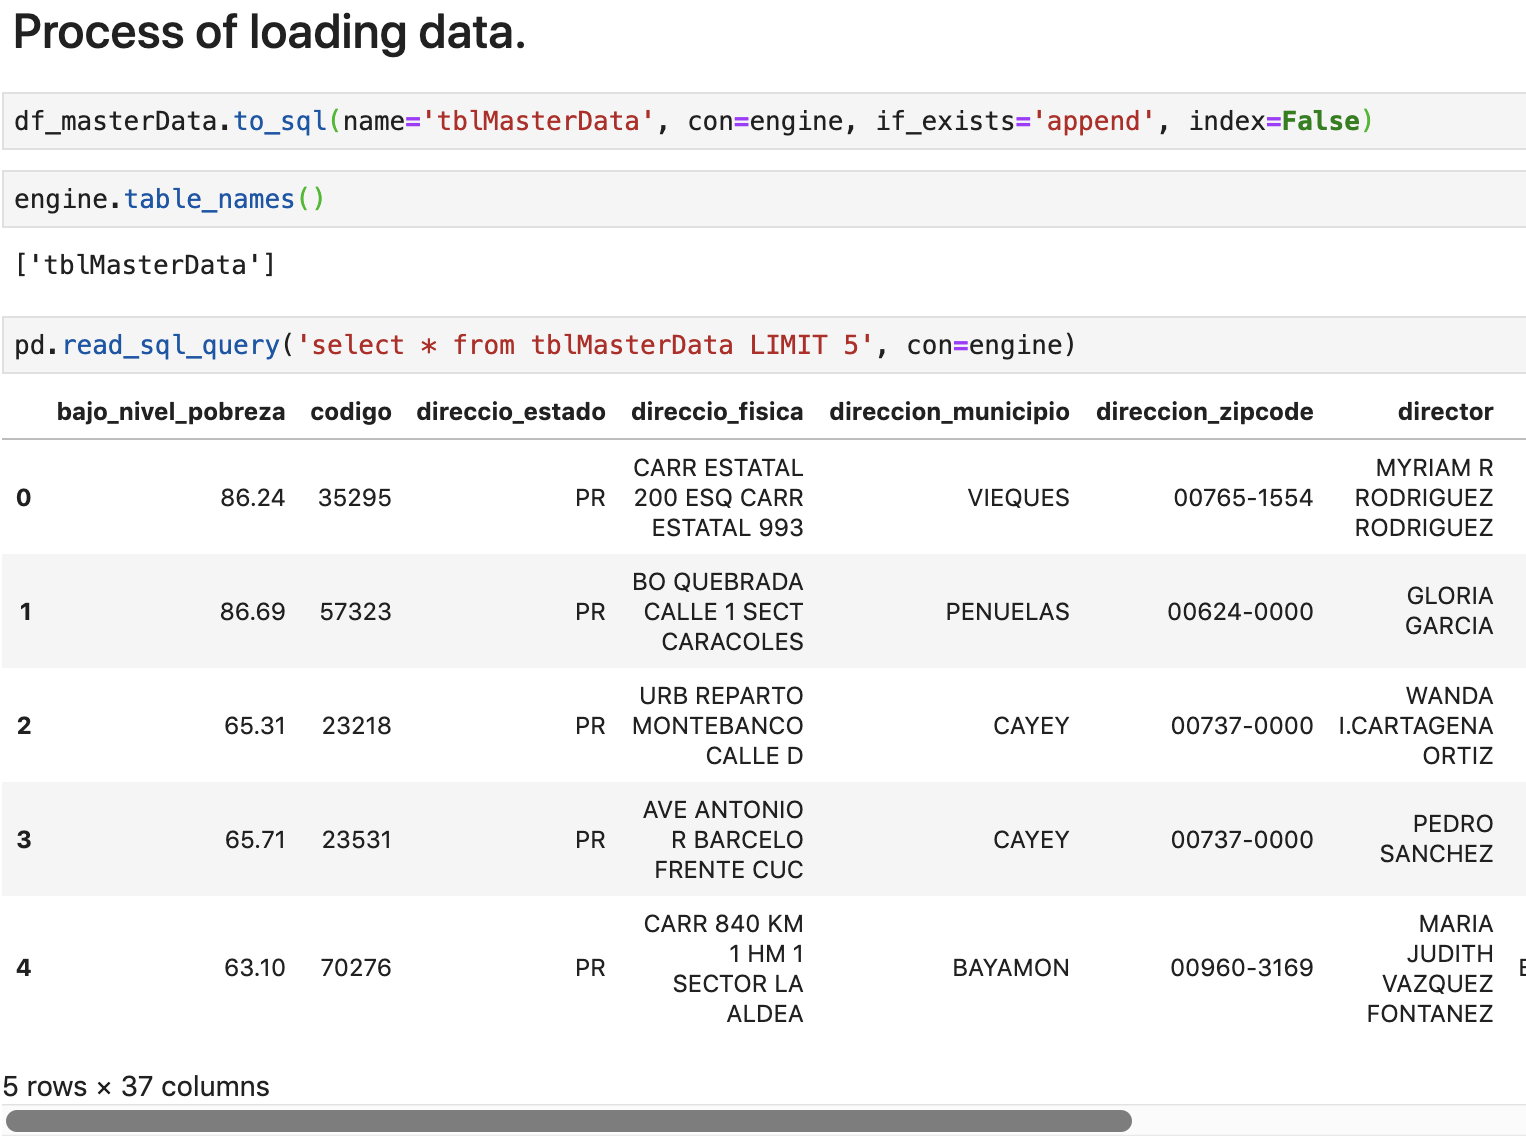 Process of loading data.
df_masterData.to_sql(name='tblMasterData', con=engine, if_exists='append', index=False)
engine.table_names()
['tblMasterData']
pd.read_sql_query('select * from tblMasterData LIMIT 5', con=engine)
bajo_nivel_pobreza codigo direccio_estado direccio_fisica direccion_municipio direccion_zipcode director
0 86.24 35295 PR CARR ESTATAL 200 ESQ CARR ESTATAL 993 VIEQUES 00765-1554 MYRIAM R RODRIGUEZ RODRIGUEZ
1 86.69 57323 PR BO QUEBRADA CALLE 1 SECT CARACOLES PENUELAS 00624-0000 GLORIA GARCIA
2 65.31 23218 PR URB REPARTO MONTEBANCO CALLE D CAYEY 00737-0000 WANDA I.CARTAGENA ORTIZ
3 65.71 23531 PR AVE ANTONIO R BARCELO FRENTE CUC CAYEY 00737-0000 PEDRO SANCHEZ
4 63.10 70276 PR CARR 840 KM 1 HM 1 SECTOR LA ALDEA BAYAMON 00960-3169 MARIA JUDITH VAZQUEZ FONTANEZ
5 rows × 37 columns